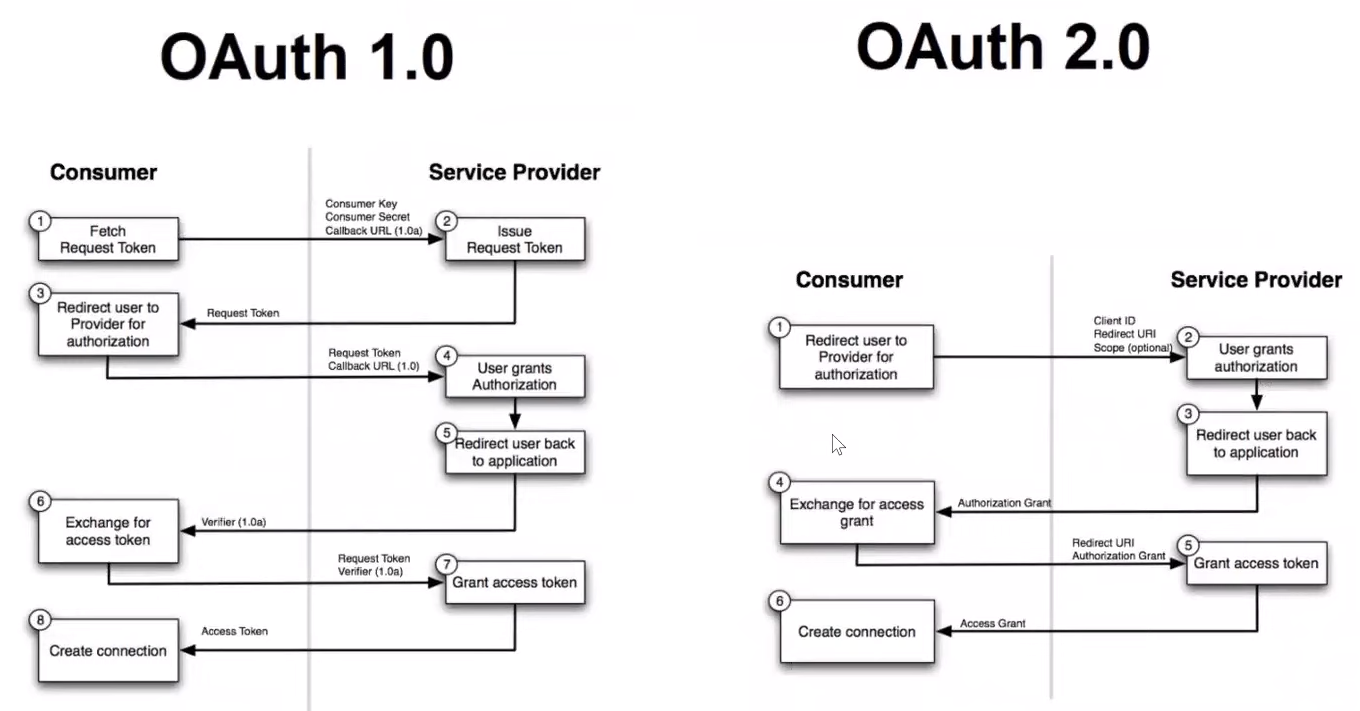 OAuth 1.0
Consumer
Service Provider
1
Fetch
Request Token
Consumer Key
Consumer Secret
Callback URL (1.0a)
2
Issue
Request Token
3
Redirect user to
Provider for
authorization
Request Token
Request Token
Callback URL (1.0)
4
User grants
Authorization
5
Redirect user back
to application
6
Exchange for
access token
Verifier (1.0a)
Request Token
Verifier (1.0a)
7
Grant access token
8
Create connection
Access Token
OAuth 2.0
Consumer
Service Provider
1
Redirect user to
Provider for
authorization
Client ID
Redirect URI
Scope (optional)
2
User grants
authorization
3
Redirect user back
to application
4
Exchange for access
grant
Authorization Grant
Redirect URI
Authorization Grant
5
Grant access token
6
Create connection
Access Grant